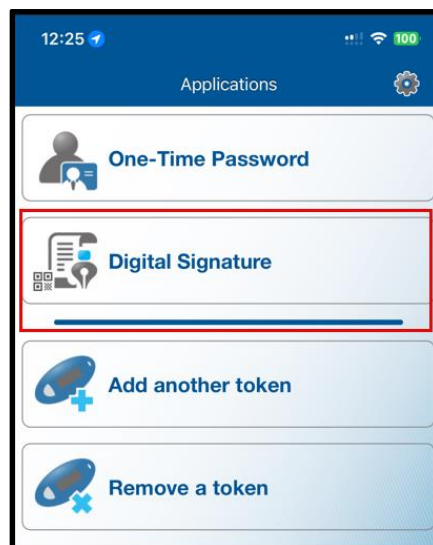 12:25
100
Applications
One-Time Password
Digital Signature
Add another token
Remove a token